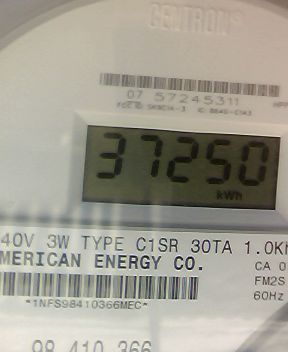 CENTRON®
07 57245311
37250
kWh
40V 3W TYPE C1SR 30TA 1.0K
MERICAN ENERGY CO.
CA 0
FM2S
60Hz
*1NFS98410366MEC*
98 410 366